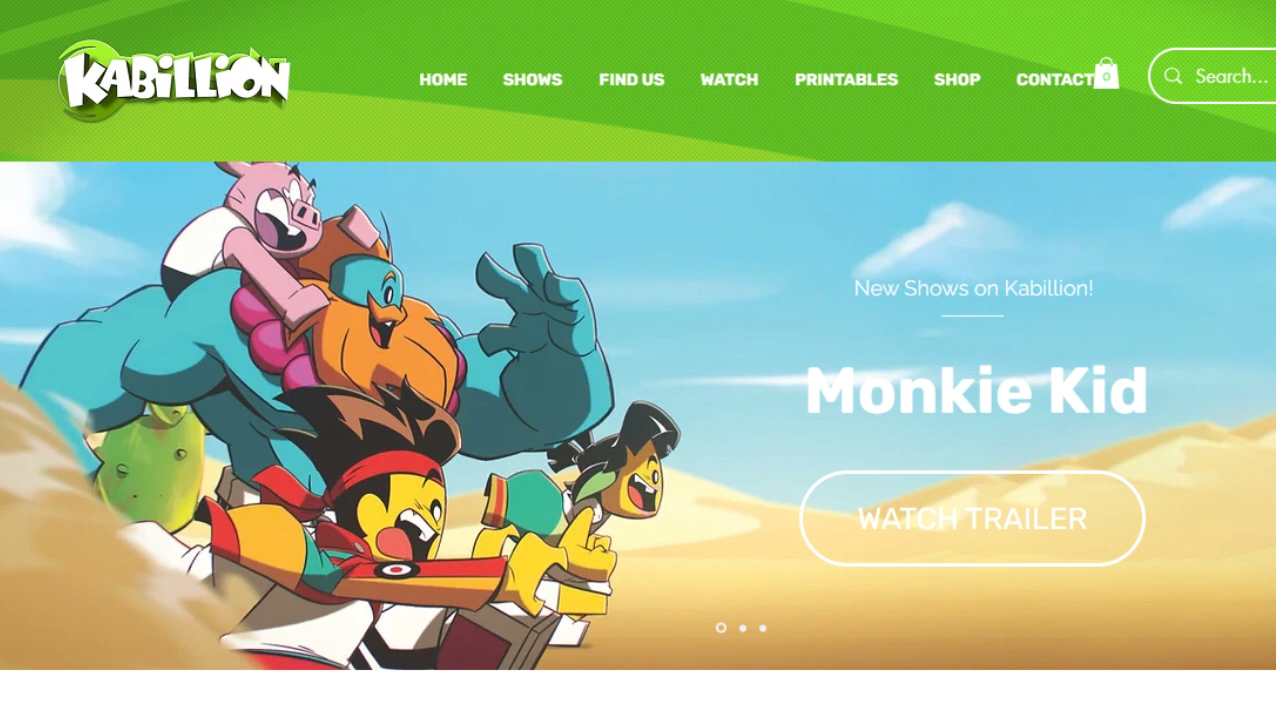 KABILLION
HOME SHOWS FIND US WATCH PRINTABLES SHOP CONTACT
0
Search...
New Shows on Kabillion!
Monkie Kid
WATCH TRAILER